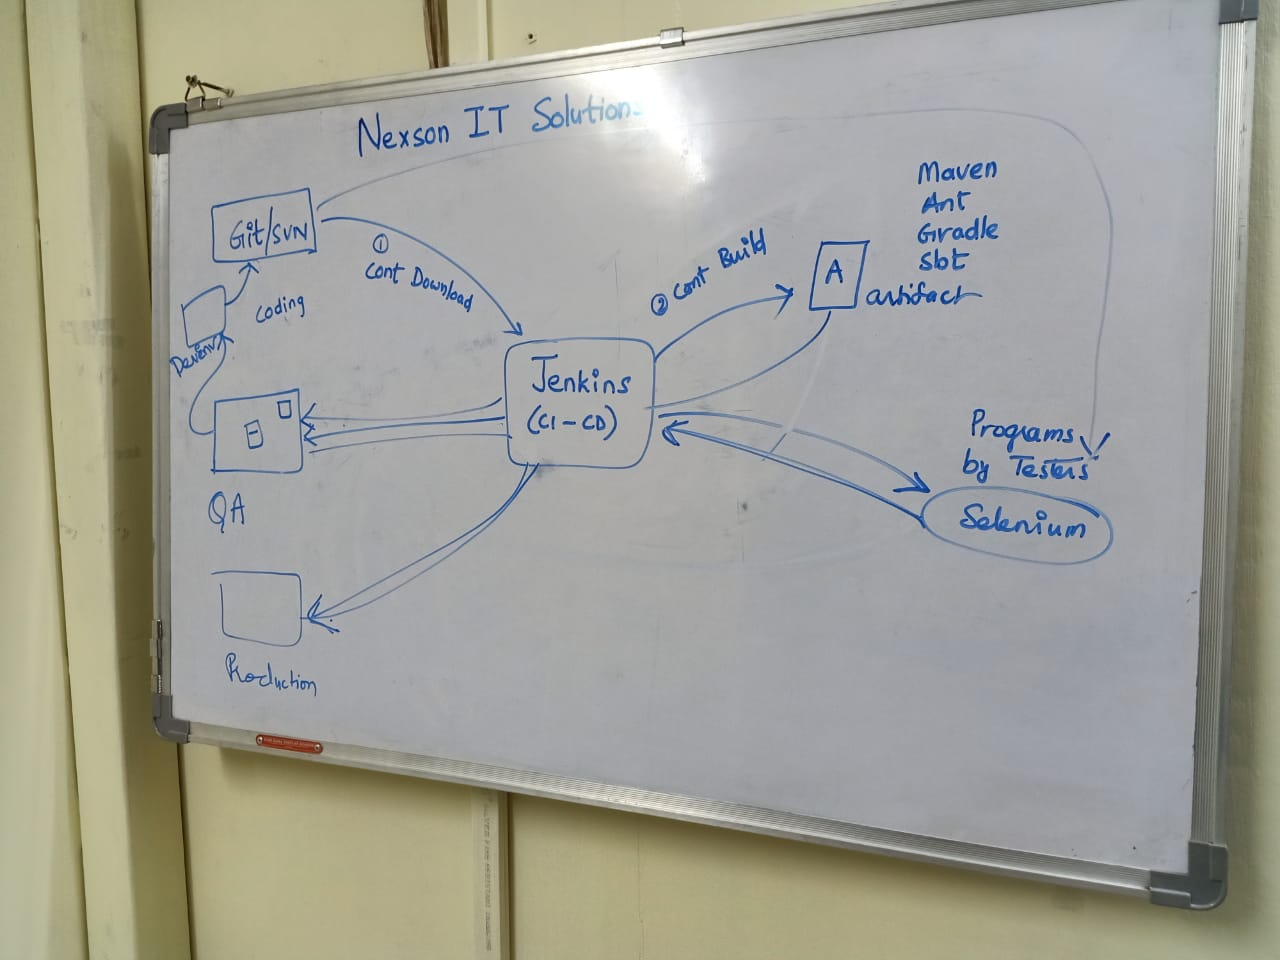 Nexson IT Solutions
Git/SVN
① Cont Download
Coding
② Cont Build
A
artifact
Maven
Ant
Gradle
Sbt
Jenkins
(CI-CD)
Programs
by Testers
Selenium
QA
Production